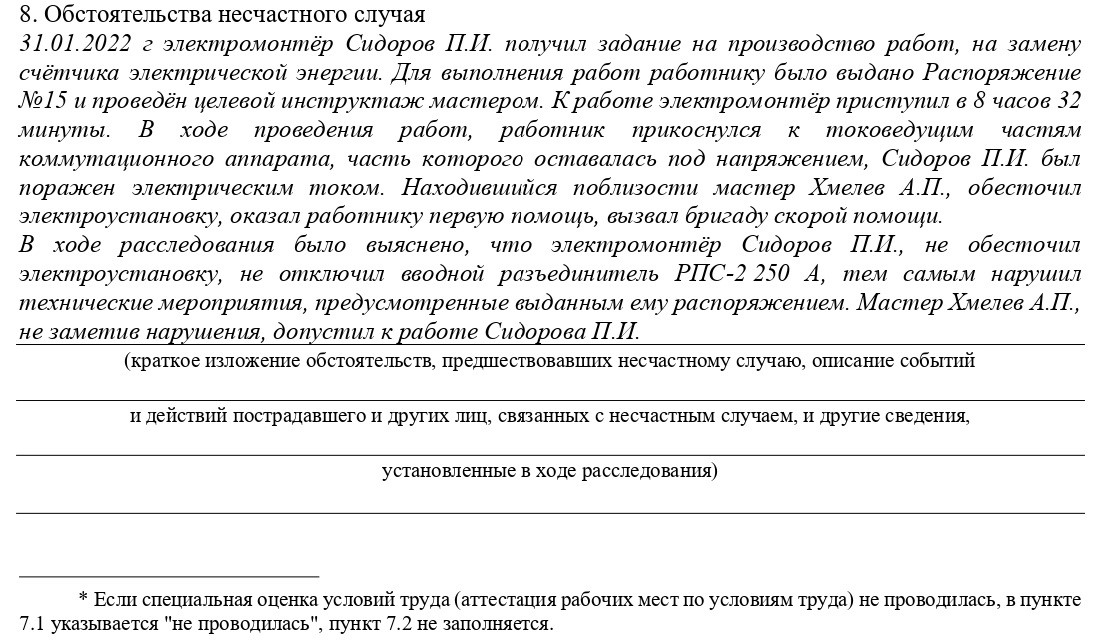 8. Обстоятельства несчастного случая
31.01.2022 г электромонтёр Сидоров П.И. получил задание на производство работ, на замену
счётчика электрической энергии. Для выполнения работ работнику было выдано Распоряжение
№15 и проведён целевой инструктаж мастером. К работе электромонтёр приступил в 8 часов 32
минуты. В ходе проведения работ, работник прикоснулся к токоведущим частям
коммутационного аппарата, часть которого оставалась под напряжением, Сидоров П.И. был
поражен электрическим током. Находившийся поблизости мастер Хмелев А.П., обесточил
электроустановку, оказал работнику первую помощь, вызвал бригаду скорой помощи.
В ходе расследования было выяснено, что электромонтёр Сидоров П.И., не обесточил
электроустановку, не отключил вводной разъединитель РПС-2 250 А, тем самым нарушил
технические мероприятия, предусмотренные выданным ему распоряжением. Мастер Хмелев А.П.,
не заметив нарушения, допустил к работе Сидорова П.И.
(краткое изложение обстоятельств, предшествовавших несчастному случаю, описание событий
и действий пострадавшего и других лиц, связанных с несчастным случаем, и другие сведения,
установленные в ходе расследования)
* Если специальная оценка условий труда (аттестация рабочих мест по условиям труда) не проводилась, в пункте
7.1 указывается "не проводилась", пункт 7.2 не заполняется.